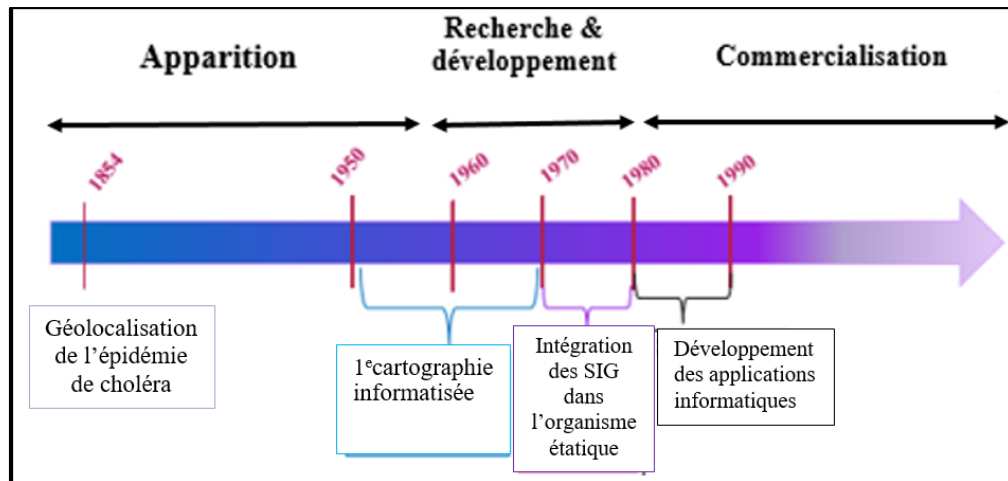 Apparition
Recherche &
développement
Commercialisation
1854
1950
1960
1970
1980
1990
Géolocalisation
de l’épidémie
de choléra
1ecartographie
informatisée
Intégration
des SIG
dans
l’organisme
étatique
Développement
des applications
informatiques